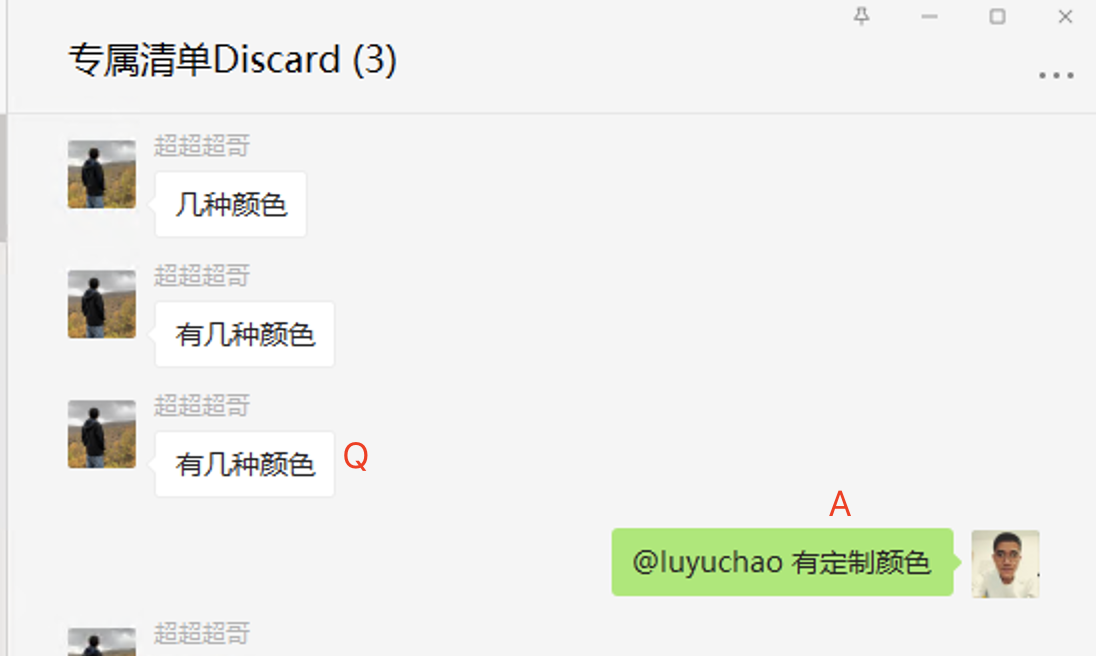 专属清单Discard (3)
超超超哥
几种颜色
超超超哥
有几种颜色
超超超哥
有几种颜色 Q
A
@luyuchao 有定制颜色
超超超哥